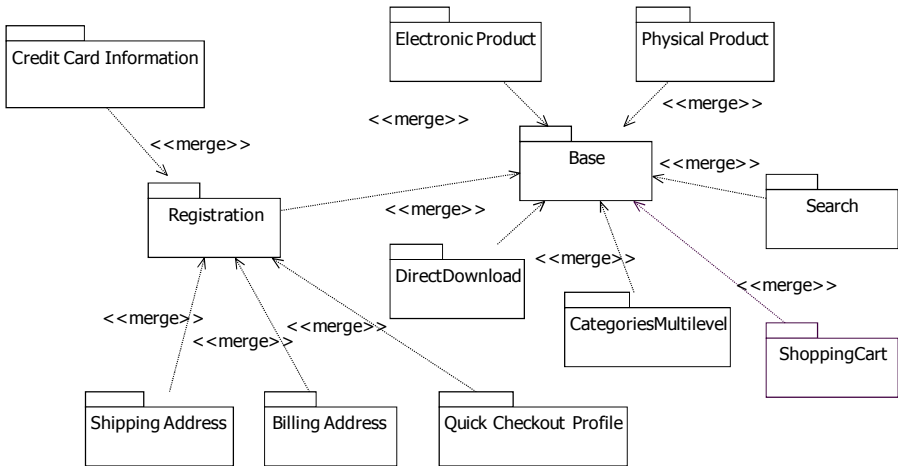 Electronic Product
Physical Product
Credit Card Information
<<merge>>
<<merge>>
<<merge>>
Base
<<merge>>
Search
Registration
<<merge>>
DirectDownload
<<merge>>
<<merge>>
CategoriesMultilevel
<<merge>>
<<merge>>
<<merge>>
ShoppingCart
Shipping Address
Billing Address
Quick Checkout Profile